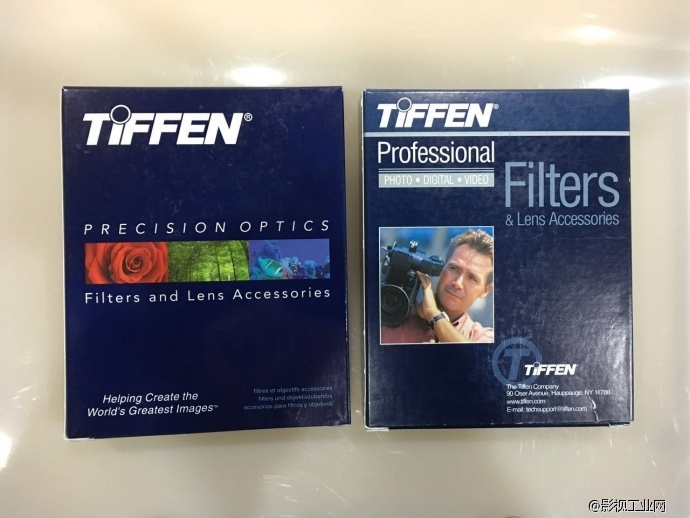 TiFFEN®
PRECISION OPTICS
Filters and Lens Accessories
Helping Create the
World's Greatest Images™
filtres et objectifs accessoires
filters und objektivzubehörs
accesorios para filtros y objetivos
TiFFEN®
Professional
PHOTO ▪ DIGITAL ▪ VIDEO
Filters
& Lens Accessories
T
TiFFEN®
The Tiffen Company
90 Oser Avenue, Hauppauge, NY 11788
www.tiffen.com
E-mail: techsupport@tiffen.com
@影视工业网